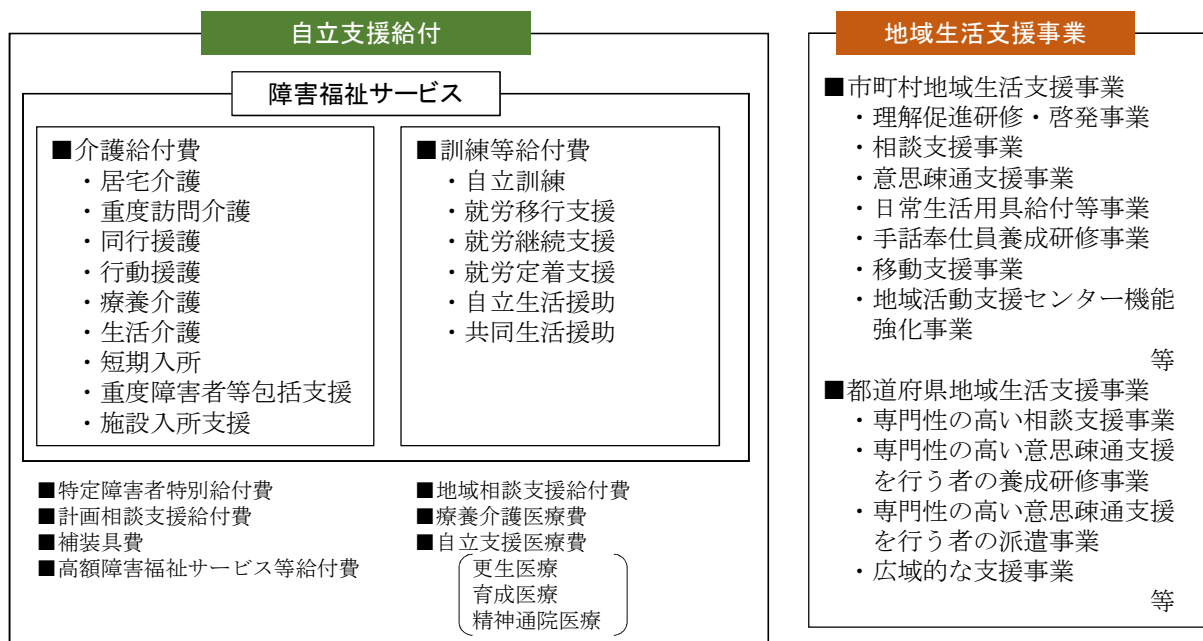 自立支援給付
障害福祉サービス
■介護給付費
・居宅介護
・重度訪問介護
・同行援護
・行動援護
・療養介護
・生活介護
・短期入所
・重度障害者等包括支援
・施設入所支援
■訓練等給付費
・自立訓練
・就労移行支援
・就労継続支援
・就労定着支援
・自立生活援助
・共同生活援助
■特定障害者特別給付費
■計画相談支援給付費
■補装具費
■高額障害福祉サービス等給付費
■地域相談支援給付費
■療養介護医療費
■自立支援医療費
更生医療
育成医療
精神通院医療
地域生活支援事業
■市町村地域生活支援事業
・理解促進研修・啓発事業
・相談支援事業
・意思疎通支援事業
・日常生活用具給付等事業
・手話奉仕員養成研修事業
・移動支援事業
・地域活動支援センター機能
強化事業
等
■都道府県地域生活支援事業
・専門性の高い相談支援事業
・専門性の高い意思疎通支援
を行う者の養成研修事業
・専門性の高い意思疎通支援
を行う者の派遣事業
・広域的な支援事業
等